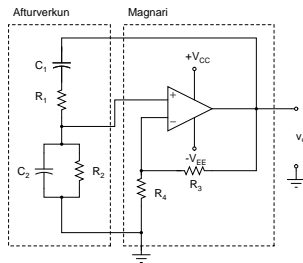 Afturverkun
Magnari
C1
R1
C2
R2
+VCC
+
−
-VEE
R3
R4